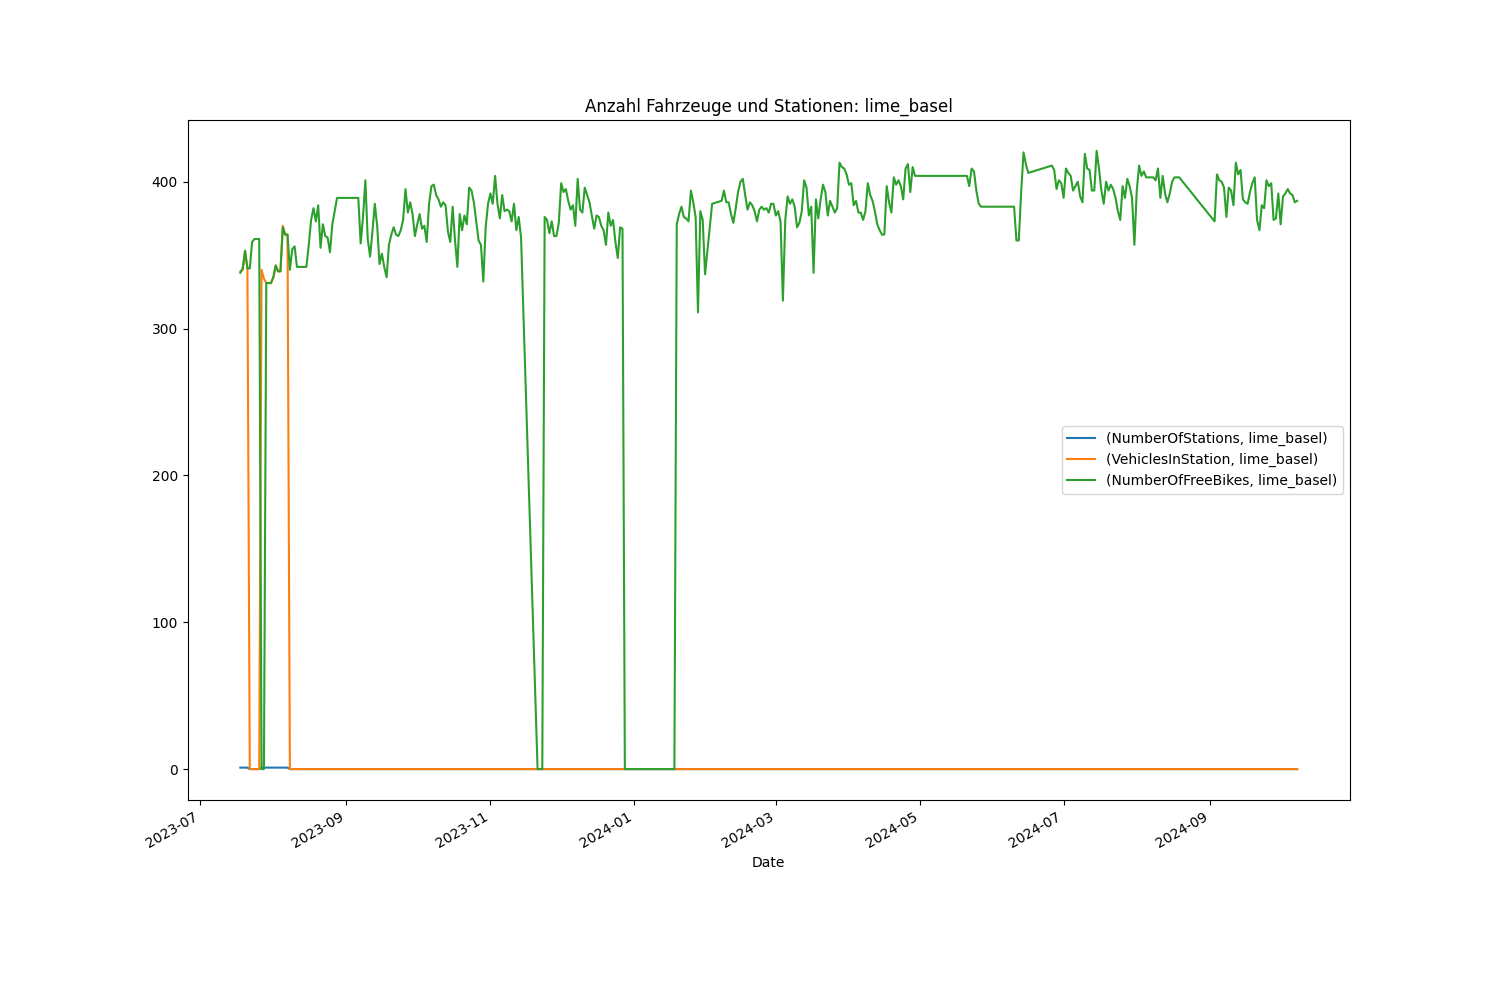 Anzahl Fahrzeuge und Stationen: lime_basel
400
300
200
100
0
(NumberOfStations, lime_basel)
(VehiclesInStation, lime_basel)
(NumberOfFreeBikes, lime_basel)
2023-07
2023-09
2023-11
2024-01
2024-03
2024-05
2024-07
2024-09
Date